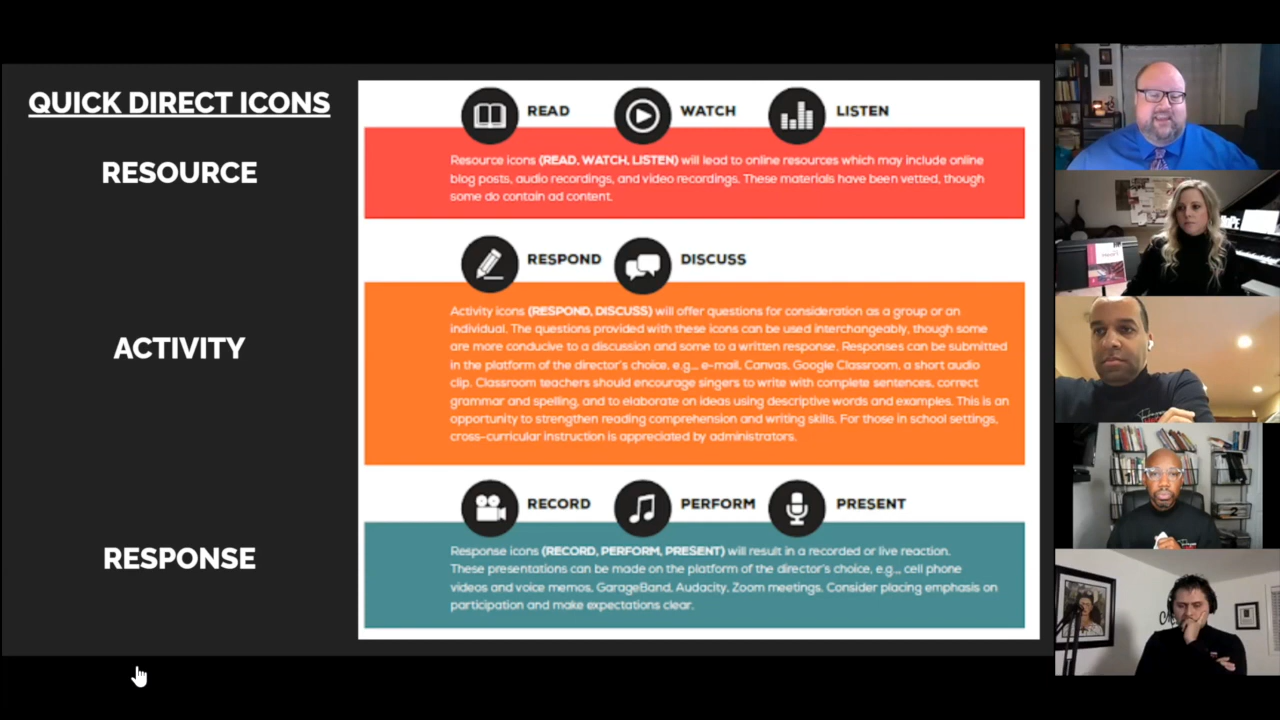 QUICK DIRECT ICONS
RESOURCE
READ
WATCH
LISTEN
Resource icons (READ, WATCH, LISTEN) will lead to online resources which may include online
blog posts, audio recordings, and video recordings. These materials have been vetted, though
some do contain ad content.
ACTIVITY
RESPOND
DISCUSS
Activity icons (RESPOND, DISCUSS) will offer questions for consideration as a group or an
individual. The questions provided with these icons can be used interchangeably, though some
are more conducive to a discussion and some to a written response. Responses can be submitted
in the platform of the director's choice, e.g., e-mail, Canvas, Google Classroom, a short audio
clip. Classroom teachers should encourage singers to write with complete sentences, correct
grammar and spelling, and to elaborate on ideas using descriptive words and examples. This is an
opportunity to strengthen reading comprehension and writing skills. For those in school settings,
cross-curricular instruction is appreciated by administrators.
RESPONSE
RECORD
PERFORM
PRESENT
Response icons (RECORD, PERFORM, PRESENT) will result in a recorded or live reaction.
These presentations can be made on the platform of the director's choice, e.g., cell phone
videos and voice memos, GarageBand, Audacity, Zoom meetings. Consider placing emphasis on
participation and make expectations clear.